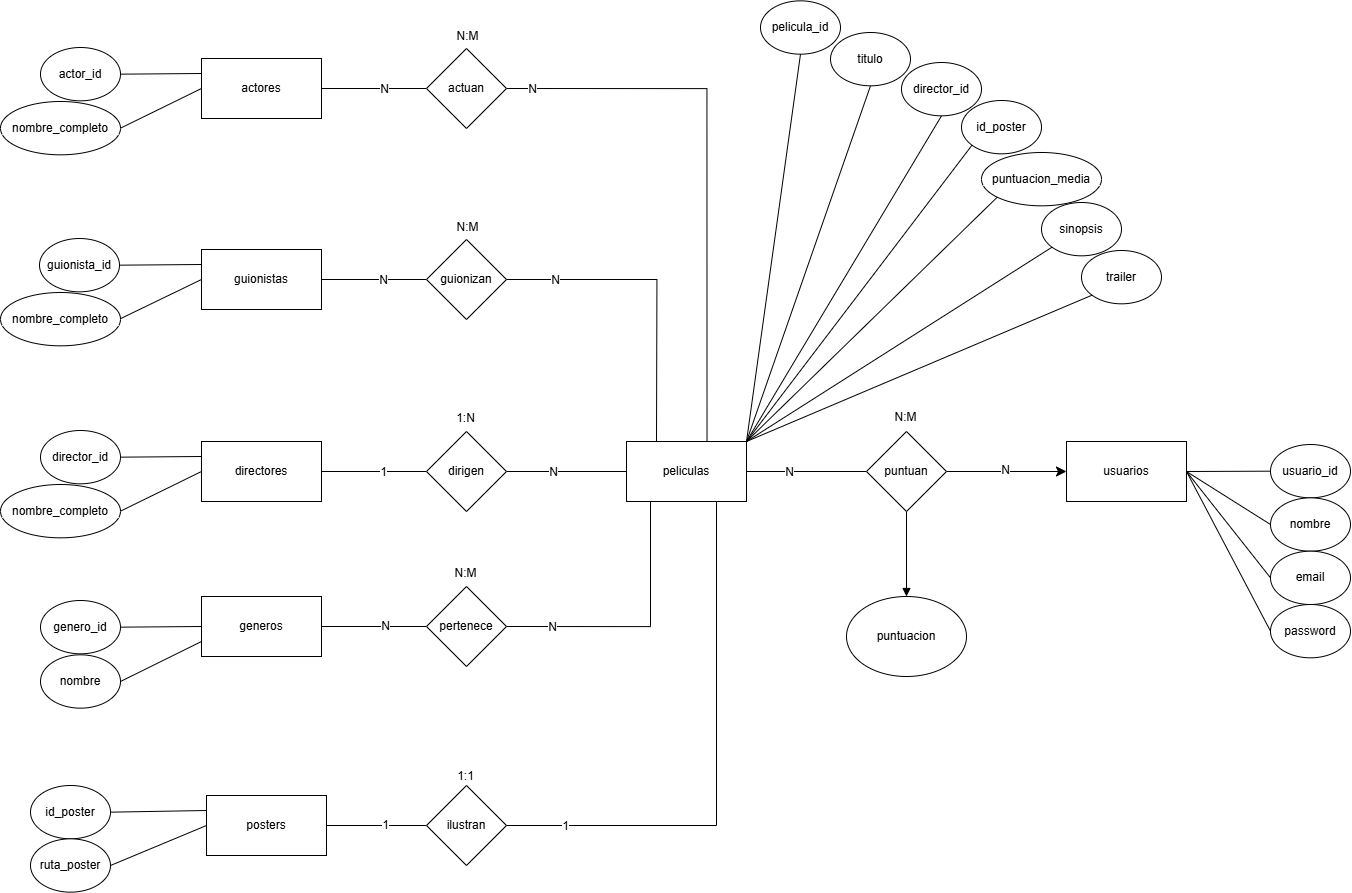 pelicula_id
titulo
director_id
id_poster
puntuacion_media
sinopsis
trailer
N:M
actor_id
actores
N
actuan
N
nombre_completo
N:M
guionista_id
guionistas
N
guionizan
N
nombre_completo
1:N
director_id
directores
1
dirigen
N
peliculas
nombre_completo
N:M
N
puntuan
N
usuarios
usuario_id
nombre
email
password
puntuacion
N:M
genero_id
generos
N
pertenece
N
nombre
1:1
id_poster
posters
1
ilustran
1
ruta_poster